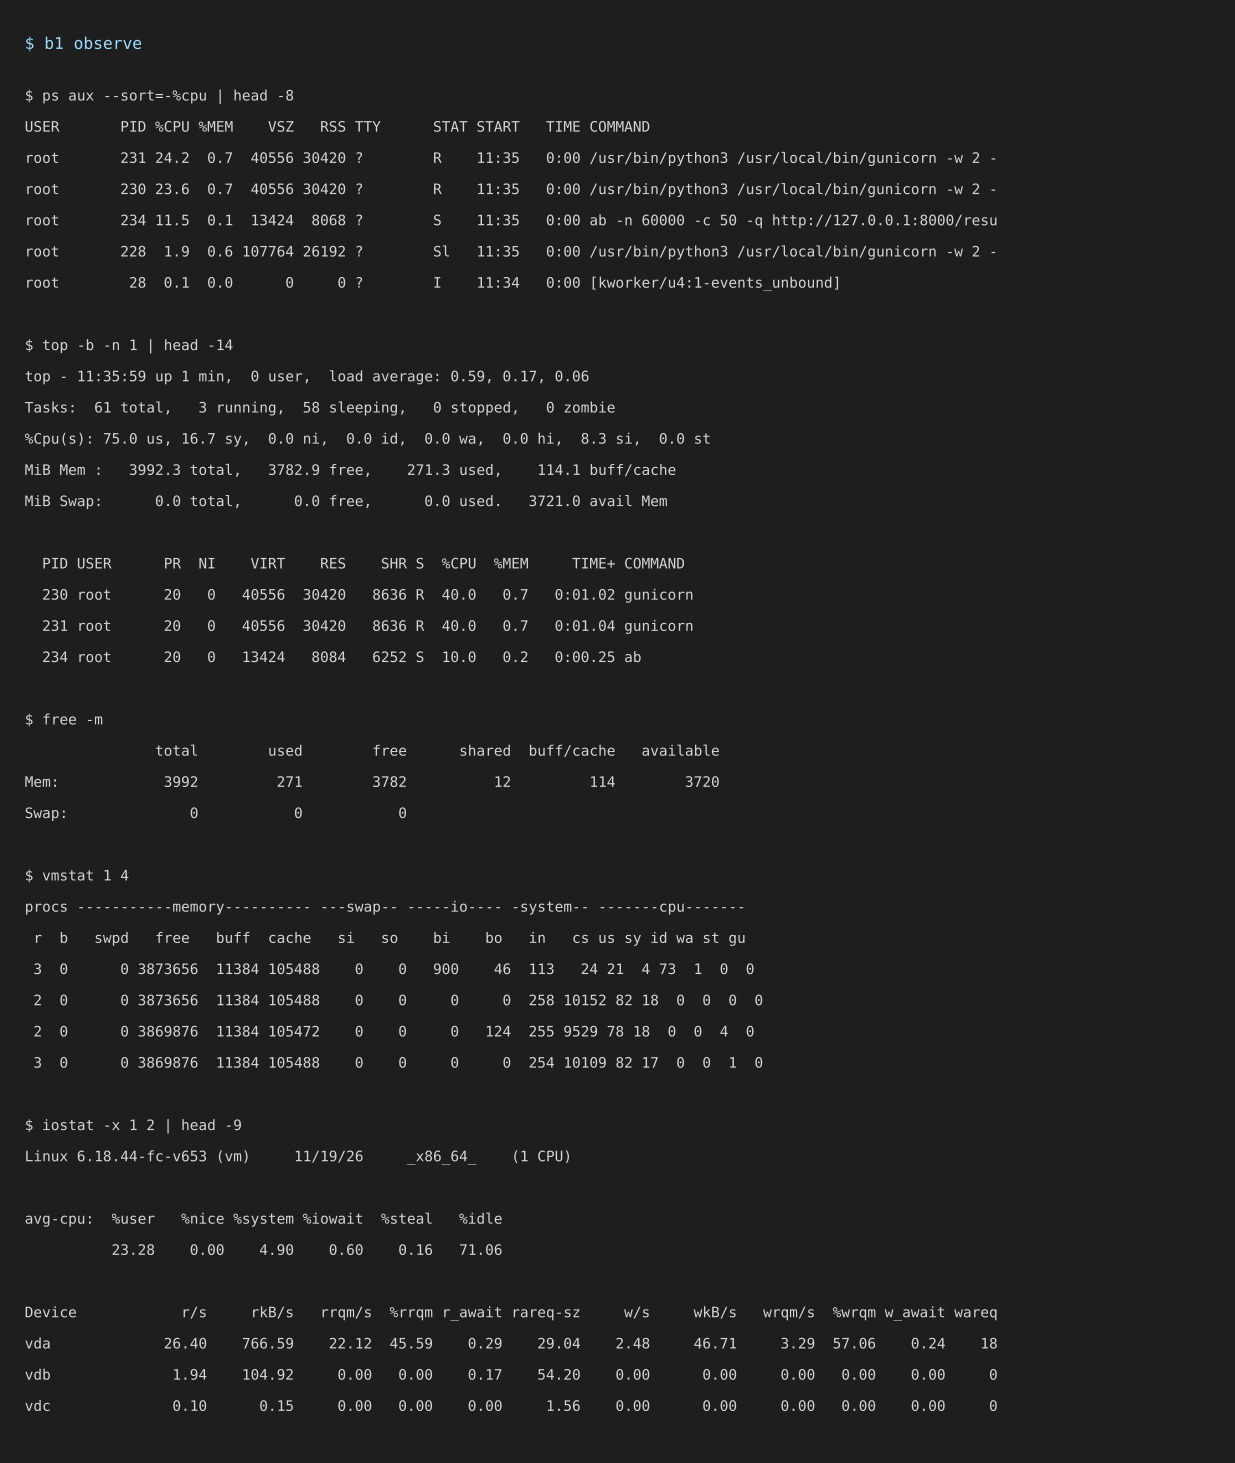 $ b1 observe
$ ps aux --sort=-%cpu | head -8
USER       PID %CPU %MEM    VSZ   RSS TTY      STAT START   TIME COMMAND
root       231 24.2  0.7  40556 30420 ?        R    11:35   0:00 /usr/bin/python3 /usr/local/bin/gunicorn -w 2 -
root       230 23.6  0.7  40556 30420 ?        R    11:35   0:00 /usr/bin/python3 /usr/local/bin/gunicorn -w 2 -
root       234 11.5  0.1  13424  8068 ?        S    11:35   0:00 ab -n 60000 -c 50 -q http://127.0.0.1:8000/resu
root       228  1.9  0.6 107764 26192 ?        Sl   11:35   0:00 /usr/bin/python3 /usr/local/bin/gunicorn -w 2 -
root        28  0.1  0.0      0     0 ?        I    11:34   0:00 [kworker/u4:1-events_unbound]
$ top -b -n 1 | head -14
top - 11:35:59 up 1 min,  0 user,  load average: 0.59, 0.17, 0.06
Tasks:  61 total,   3 running,  58 sleeping,   0 stopped,   0 zombie
%Cpu(s): 75.0 us, 16.7 sy,  0.0 ni,  0.0 id,  0.0 wa,  0.0 hi,  8.3 si,  0.0 st
MiB Mem :   3992.3 total,   3782.9 free,    271.3 used,    114.1 buff/cache
MiB Swap:      0.0 total,      0.0 free,      0.0 used.   3721.0 avail Mem
  PID USER      PR  NI    VIRT    RES    SHR S  %CPU  %MEM     TIME+ COMMAND
  230 root      20   0   40556  30420   8636 R  40.0   0.7   0:01.02 gunicorn
  231 root      20   0   40556  30420   8636 R  40.0   0.7   0:01.04 gunicorn
  234 root      20   0   13424   8084   6252 S  10.0   0.2   0:00.25 ab
$ free -m
               total        used        free      shared  buff/cache   available
Mem:            3992         271        3782          12         114        3720
Swap:              0           0           0
$ vmstat 1 4
procs -----------memory---------- ---swap-- -----io---- -system-- -------cpu-------
 r  b   swpd   free   buff  cache   si   so    bi    bo   in   cs us sy id wa st gu
 3  0      0 3873656  11384 105488    0    0   900    46  113   24 21  4 73  1  0  0
 2  0      0 3873656  11384 105488    0    0     0     0  258 10152 82 18  0  0  0  0
 2  0      0 3869876  11384 105472    0    0     0   124  255 9529 78 18  0  0  4  0
 3  0      0 3869876  11384 105488    0    0     0     0  254 10109 82 17  0  0  1  0
$ iostat -x 1 2 | head -9
Linux 6.18.44-fc-v653 (vm)     11/19/26     _x86_64_    (1 CPU)
avg-cpu:  %user   %nice %system %iowait  %steal   %idle
          23.28    0.00    4.90    0.60    0.16   71.06
Device            r/s     rkB/s   rrqm/s  %rrqm r_await rareq-sz     w/s     wkB/s   wrqm/s  %wrqm w_await wareq
vda             26.40    766.59    22.12  45.59    0.29    29.04    2.48     46.71     3.29  57.06    0.24    18
vdb              1.94    104.92     0.00   0.00    0.17    54.20    0.00      0.00     0.00   0.00    0.00     0
vdc              0.10      0.15     0.00   0.00    0.00     1.56    0.00      0.00     0.00   0.00    0.00     0